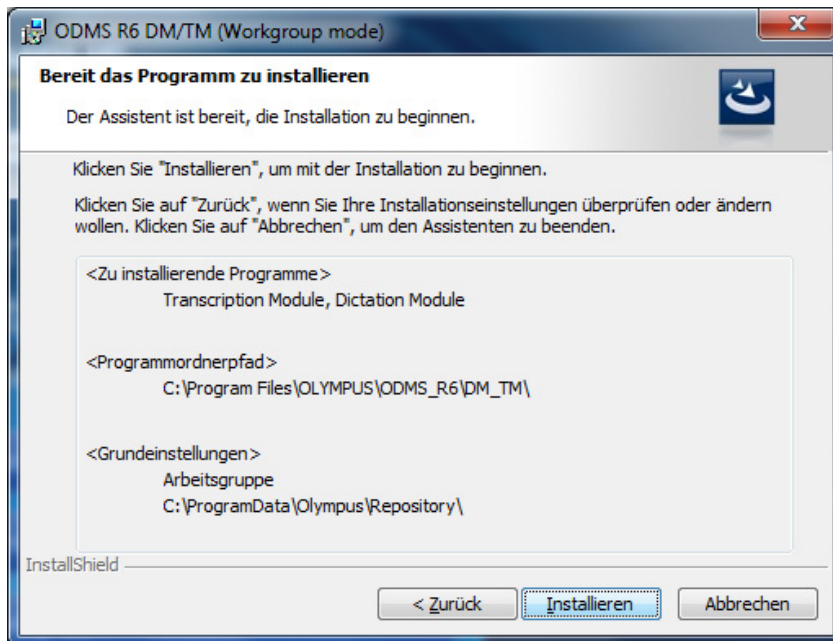 ODMS R6 DM/TM (Workgroup mode)
Bereit das Programm zu installieren
Der Assistent ist bereit, die Installation zu beginnen.
Klicken Sie "Installieren", um mit der Installation zu beginnen.
Klicken Sie auf "Zurück", wenn Sie Ihre Installationseinstellungen überprüfen oder ändern
wollen. Klicken Sie auf "Abbrechen", um den Assistenten zu beenden.
<Zu installierende Programme>
Transcription Module, Dictation Module
<Programmordnerpfad>
C:\Program Files\OLYMPUS\ODMS_R6\DM_TM\
<Grundeinstellungen>
Arbeitsgruppe
C:\ProgramData\Olympus\Repository\
InstallShield
< Zurück Installieren Abbrechen